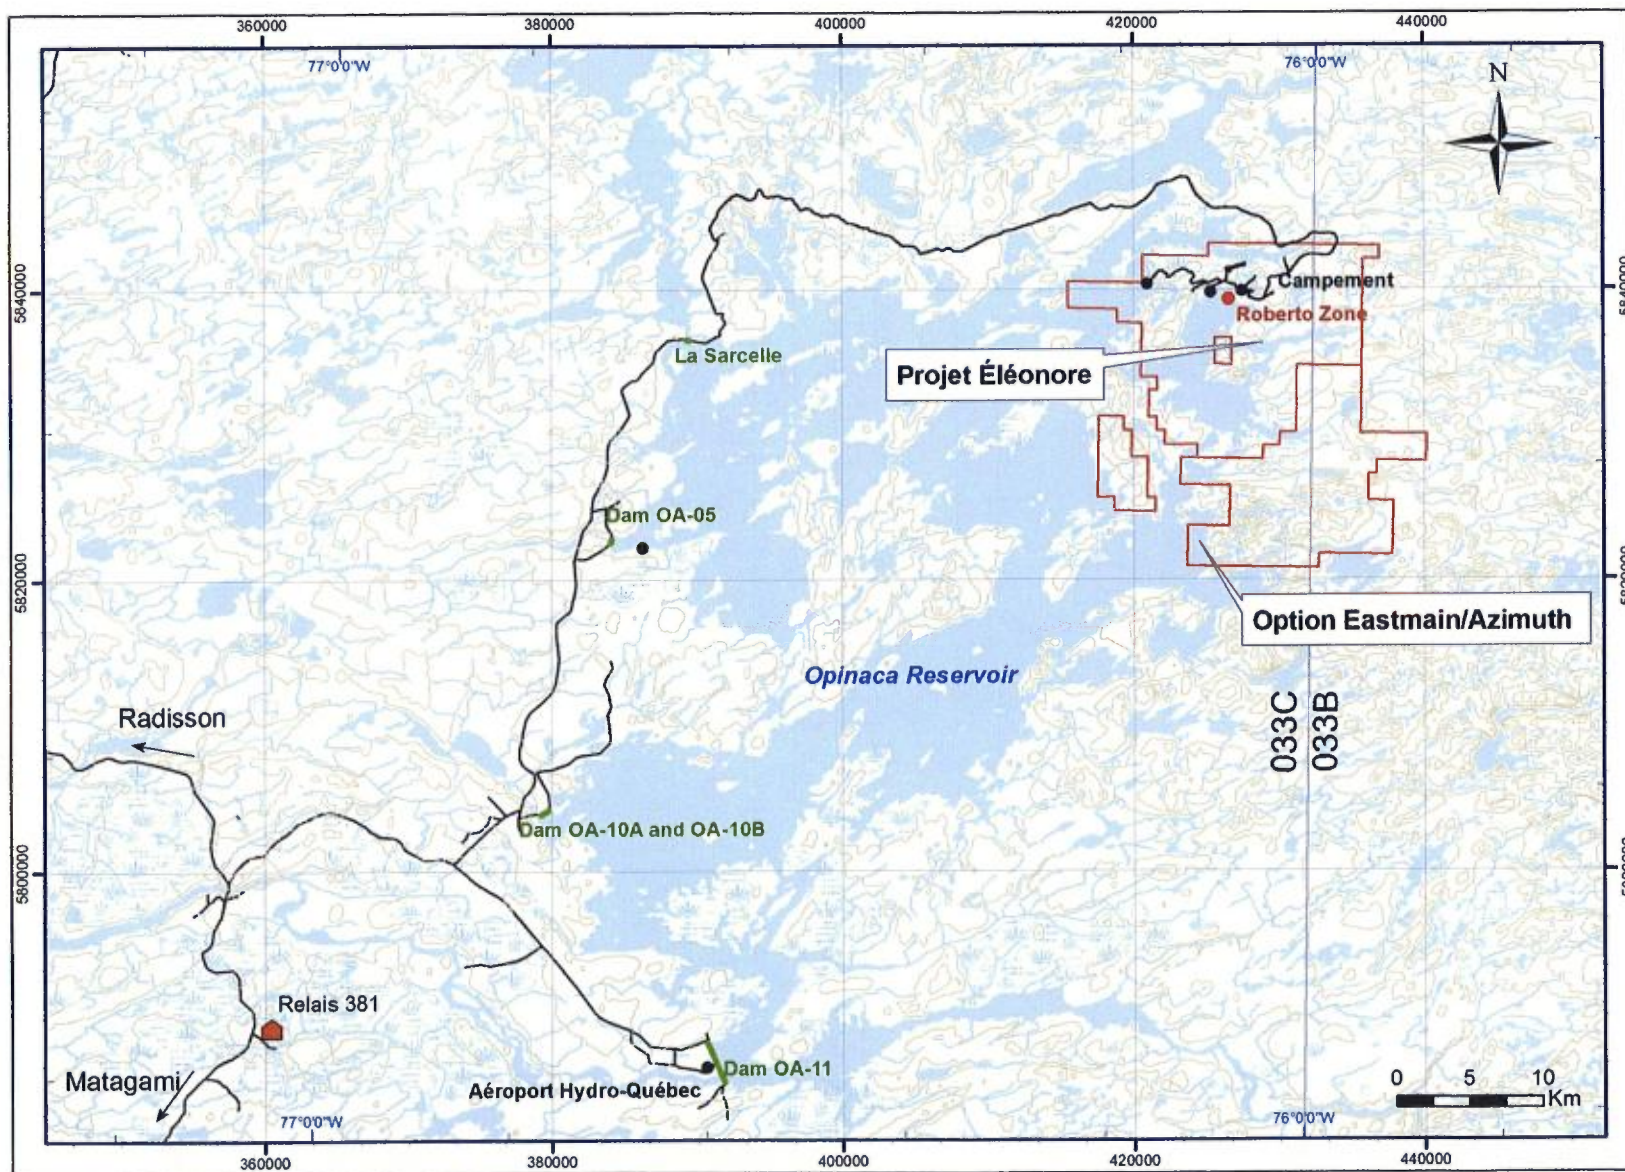 360000
380000
400000
420000
440000
77°0'0"W
76°0'0"W
N
5840000
5840000
Campement
Roberto Zone
La Sarcelle
Projet Éléonore
Dam OA-05
5820000
5820000
Option Eastmain/Azimuth
Opinaca Reservoir
033C
033B
Radisson
Dam OA-10A and OA-10B
5800000
Relais 381
Dam OA-11
Matagami
Aéroport Hydro-Québec
0 5 10
Km
77°0'0"W
76°0'0"W
360000
380000
400000
420000
440000